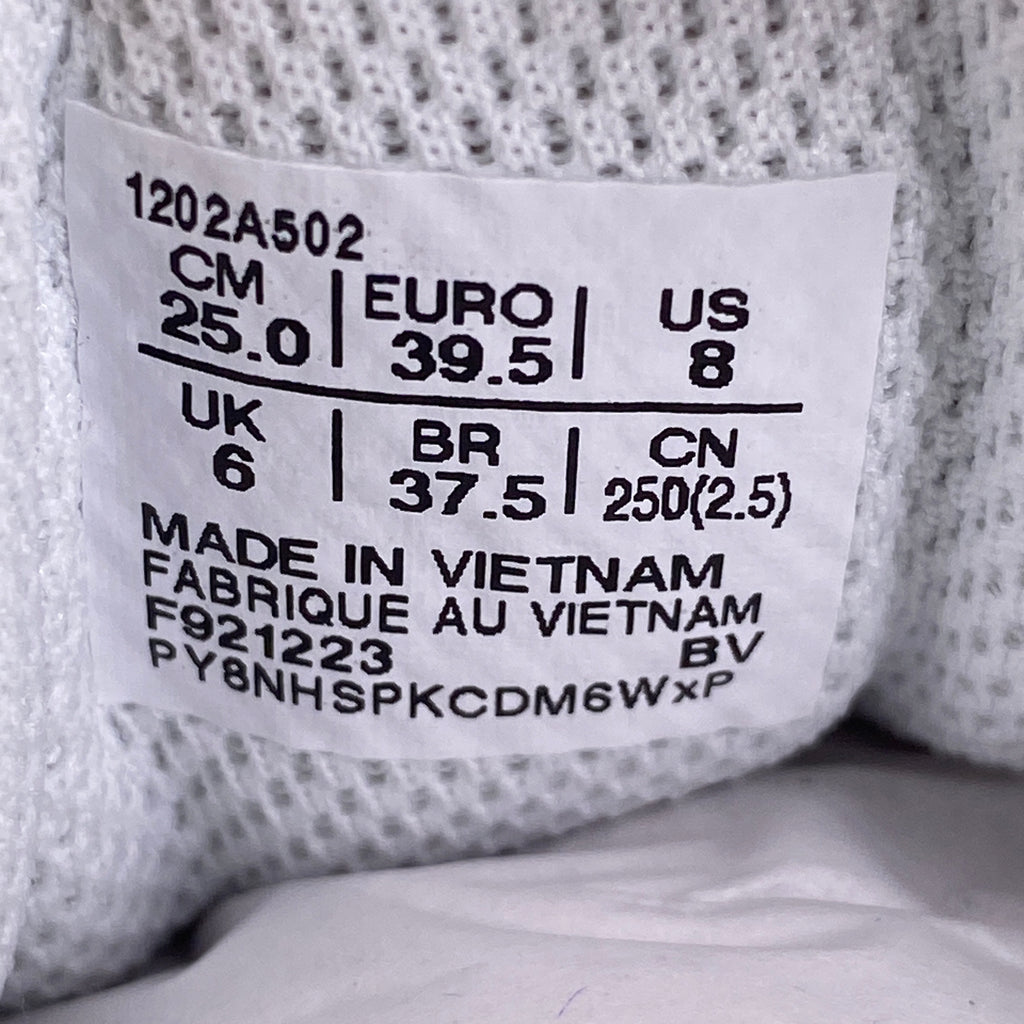 1202A502
CM | EURO | US
25.0 | 39.5 | 8
UK | BR | CN
6 | 37.5 | 250(2.5)
MADE IN VIETNAM
FABRIQUE AU VIETNAM
F921223 BV
PY8NHSPKCDM6WxP